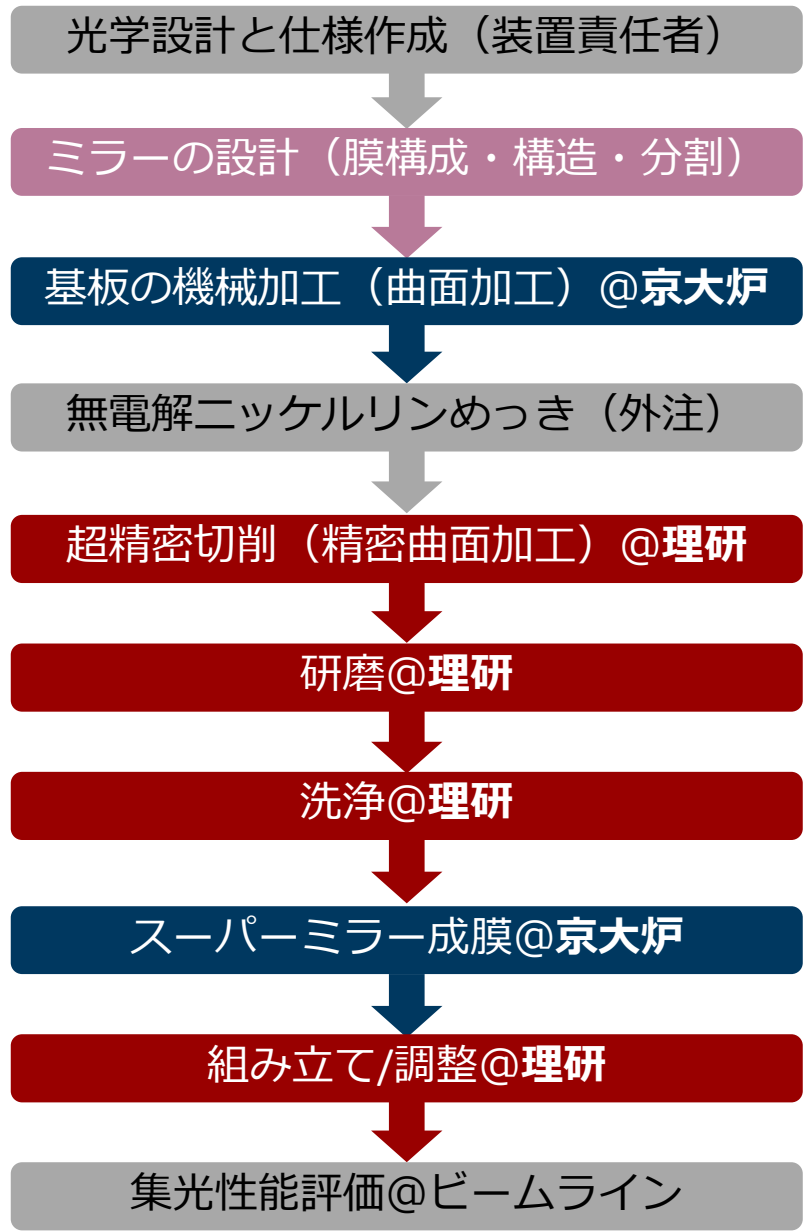 光学設計と仕様作成（装置責任者）
ミラーの設計（膜構成・構造・分割）
基板の機械加工（曲面加工）@京大炉
無電解ニッケルリンめっき（外注）
超精密切削（精密曲面加工）@理研
研磨@理研
洗浄@理研
スーパーミラー成膜@京大炉
組み立て/調整@理研
集光性能評価@ビームライン